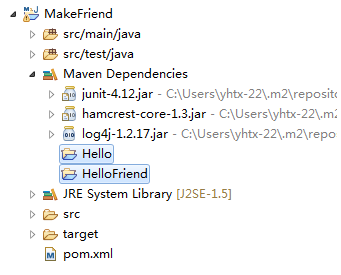 MakeFriend
src/main/java
src/test/java
Maven Dependencies
junit-4.12.jar - C:\Users\yhtx-22\.m2\reposito
hamcrest-core-1.3.jar - C:\Users\yhtx-22\.m
log4j-1.2.17.jar - C:\Users\yhtx-22\.m2\repos
Hello
HelloFriend
JRE System Library [J2SE-1.5]
src
target
pom.xml